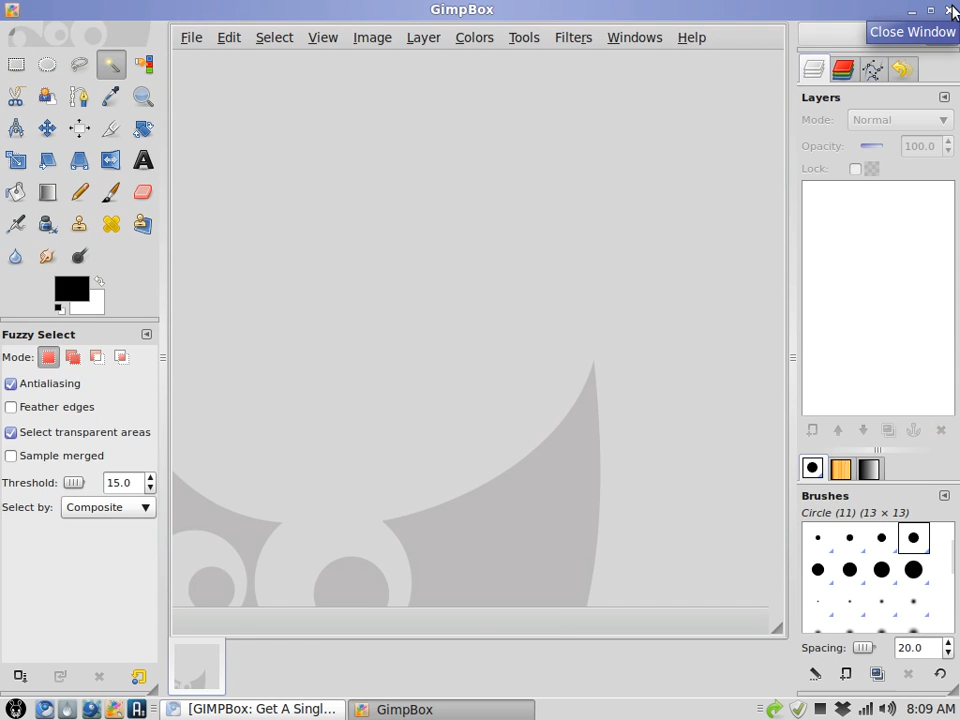 GimpBox
Close Window
File Edit Select View Image Layer Colors Tools Filters Windows Help
Layers
Mode: Normal
Opacity: 100.0
Lock:
Fuzzy Select
Mode:
Antialiasing
Feather edges
Select transparent areas
Sample merged
Threshold: 15.0
Select by: Composite
Brushes
Circle (11) (13 × 13)
Spacing: 20.0
[GIMPBox: Get A Singl... GimpBox 8:09 AM